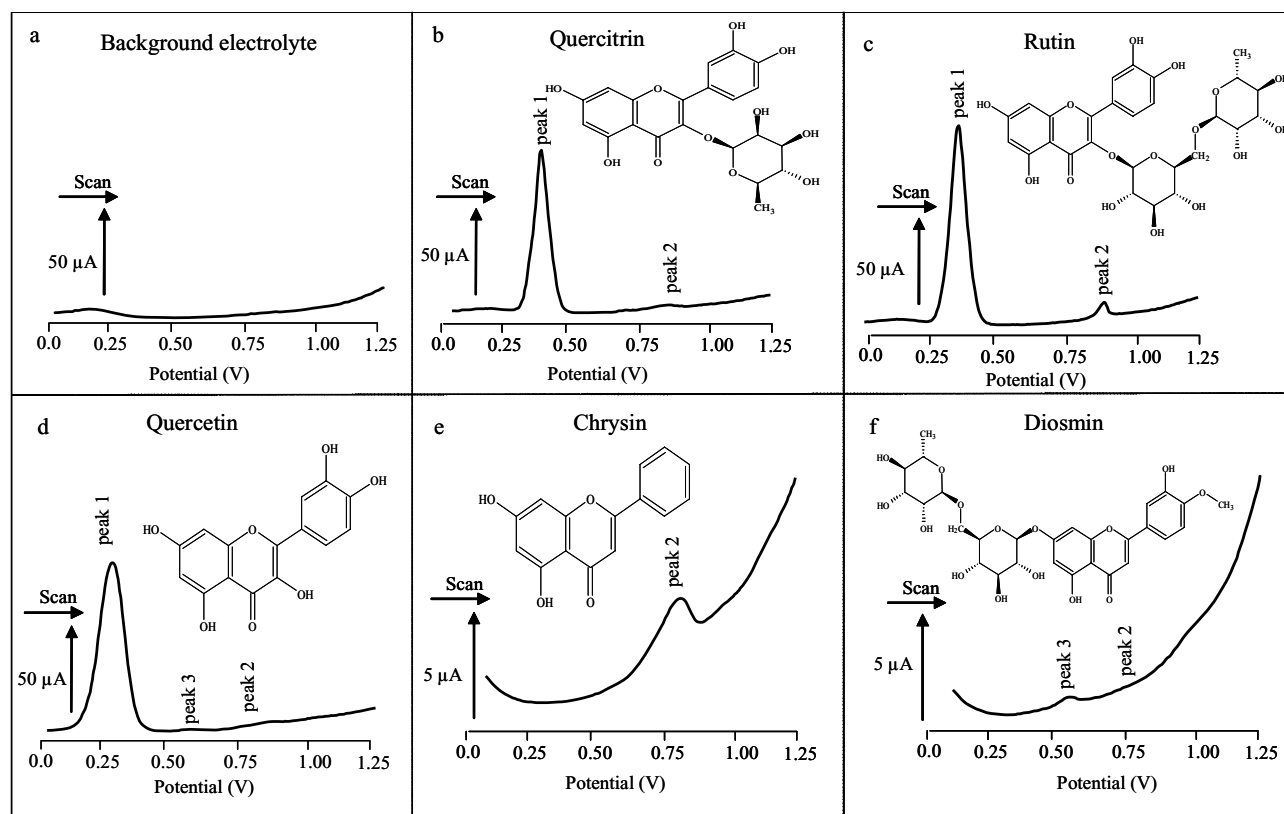 a
Background electrolyte
Scan
50 µA
0.0 0.25 0.50 0.75 1.00 1.25
Potential (V)
b
Quercitrin
OH
OH
HO
O
OH
O
O
OH
OH
O
OH
CH₃
peak 1
Scan
50 µA
peak 2
0.0 0.25 0.50 0.75 1.00 1.25
Potential (V)
c
Rutin
OH
OH
HO
O
OH
O
O
O
CH₃
O
O
CH₂
OH
HO
OH
OH
peak 1
Scan
50 µA
peak 2
0.0 0.25 0.50 0.75 1.00 1.25
Potential (V)
d
Quercetin
OH
OH
HO
O
OH
OH
O
peak 1
Scan
50 µA
peak 3
peak 2
0.0 0.25 0.50 0.75 1.00 1.25
Potential (V)
e
Chrysin
HO
O
OH
O
peak 2
Scan
5 µA
0.0 0.25 0.50 0.75 1.00 1.25
Potential (V)
f
Diosmin
CH₃
HO
O
HO
OH
O
H₂C
O
O
HO
OH
OH
OH
O
CH₃
O
OH
O
Scan
5 µA
peak 3
peak 2
0.0 0.25 0.50 0.75 1.00 1.25
Potential (V)